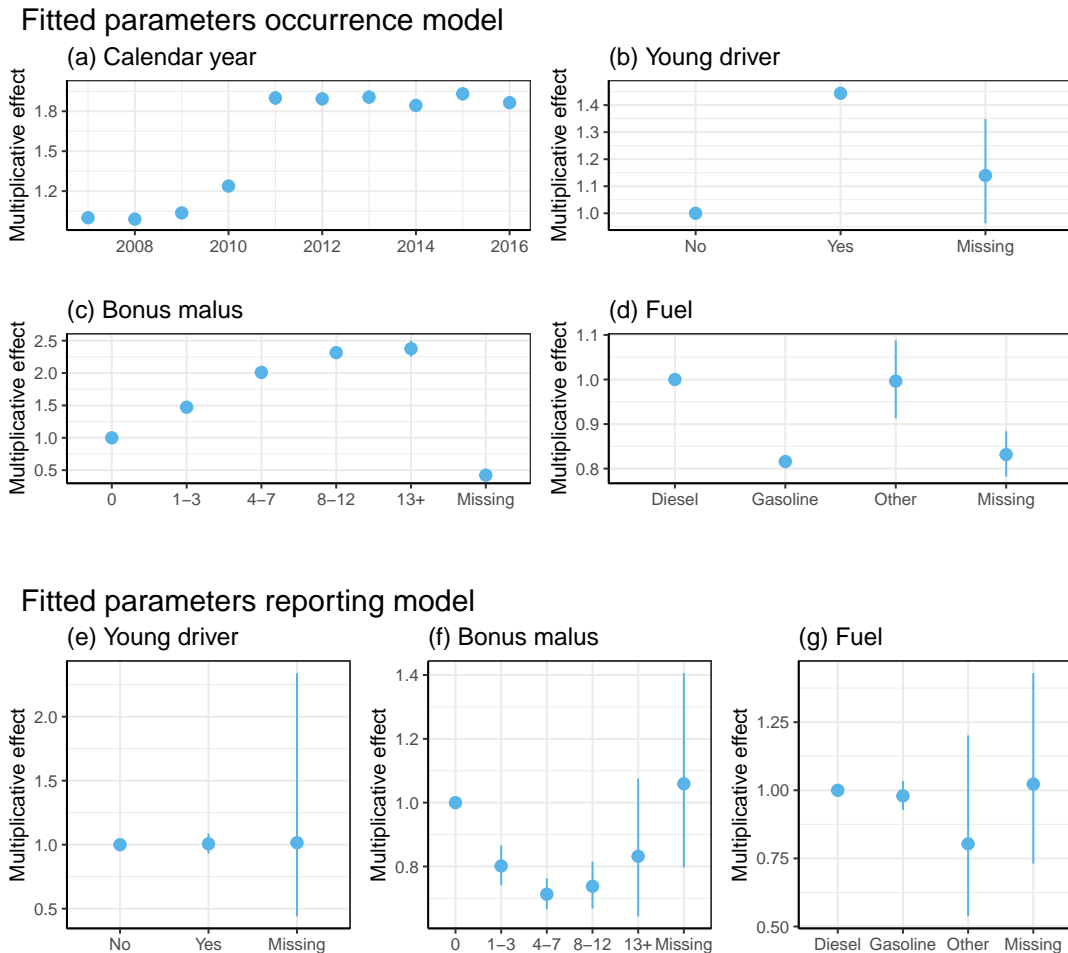 Fitted parameters occurrence model
(a) Calendar year
Multiplicative effect
1.8
1.5
1.2
2008 2010 2012 2014 2016
(b) Young driver
Multiplicative effect
1.4
1.3
1.2
1.1
1.0
No Yes Missing
(c) Bonus malus
Multiplicative effect
2.5
2.0
1.5
1.0
0.5
0 1–3 4–7 8–12 13+ Missing
(d) Fuel
Multiplicative effect
1.1
1.0
0.9
0.8
Diesel Gasoline Other Missing
Fitted parameters reporting model
(e) Young driver
Multiplicative effect
2.0
1.5
1.0
0.5
No Yes Missing
(f) Bonus malus
Multiplicative effect
1.4
1.2
1.0
0.8
0 1–3 4–7 8–12 13+ Missing
(g) Fuel
Multiplicative effect
1.25
1.00
0.75
0.50
Diesel Gasoline Other Missing